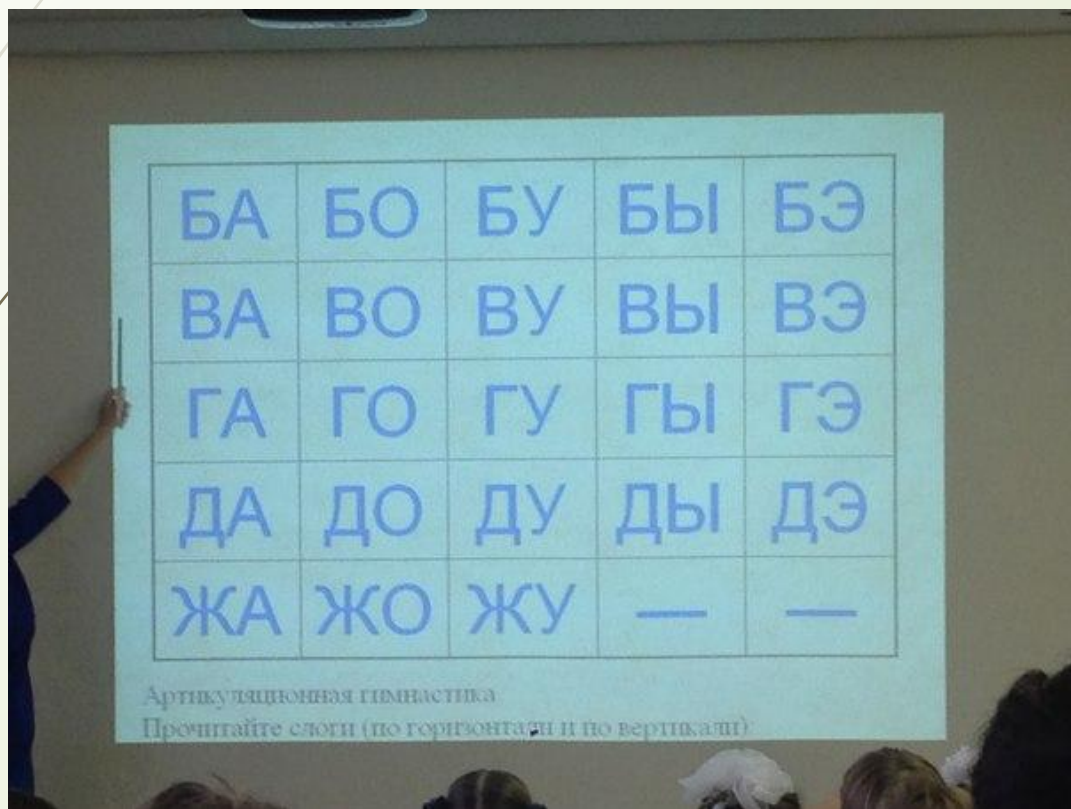 БА БО БУ БЫ БЭ
ВА ВО ВУ ВЫ ВЭ
ГА ГО ГУ ГЫ ГЭ
ДА ДО ДУ ДЫ ДЭ
ЖА ЖО ЖУ — —
Артикуляционная гимнастика
Прочитайте слоги (по горизонтали и по вертикали):